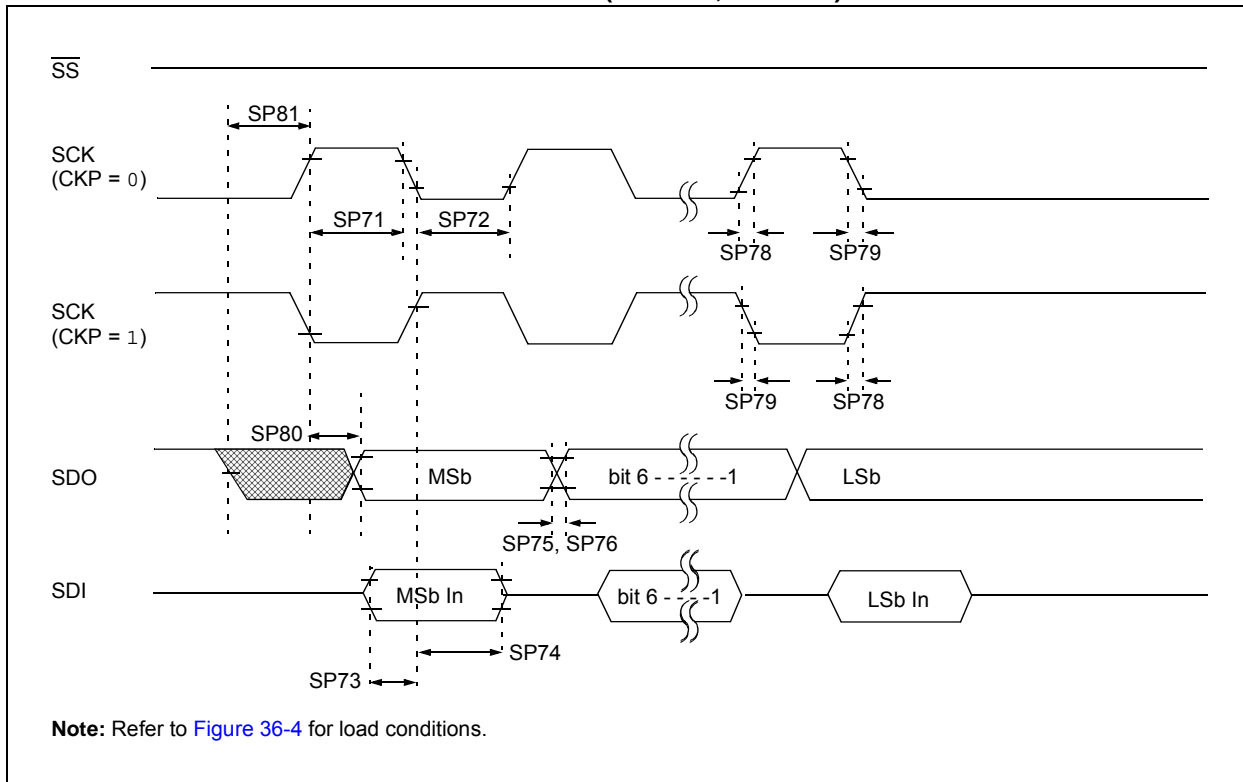 SS
SP81
SCK
(CKP = 0)
SP71
SP72
SP78
SP79
SCK
(CKP = 1)
SP79
SP78
SP80
SDO
MSb
bit 6 - - - - - -1
LSb
SP75, SP76
SDI
MSb In
bit 6 - - - - -1
LSb In
SP74
SP73
Note: Refer to Figure 36-4 for load conditions.